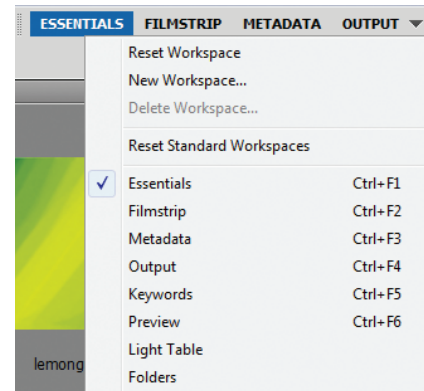 ESSENTIALS FILMSTRIP METADATA OUTPUT
Reset Workspace
New Workspace...
Delete Workspace...
Reset Standard Workspaces
Essentials Ctrl+F1
Filmstrip Ctrl+F2
Metadata Ctrl+F3
Output Ctrl+F4
Keywords Ctrl+F5
Preview Ctrl+F6
Light Table
lemong
Folders